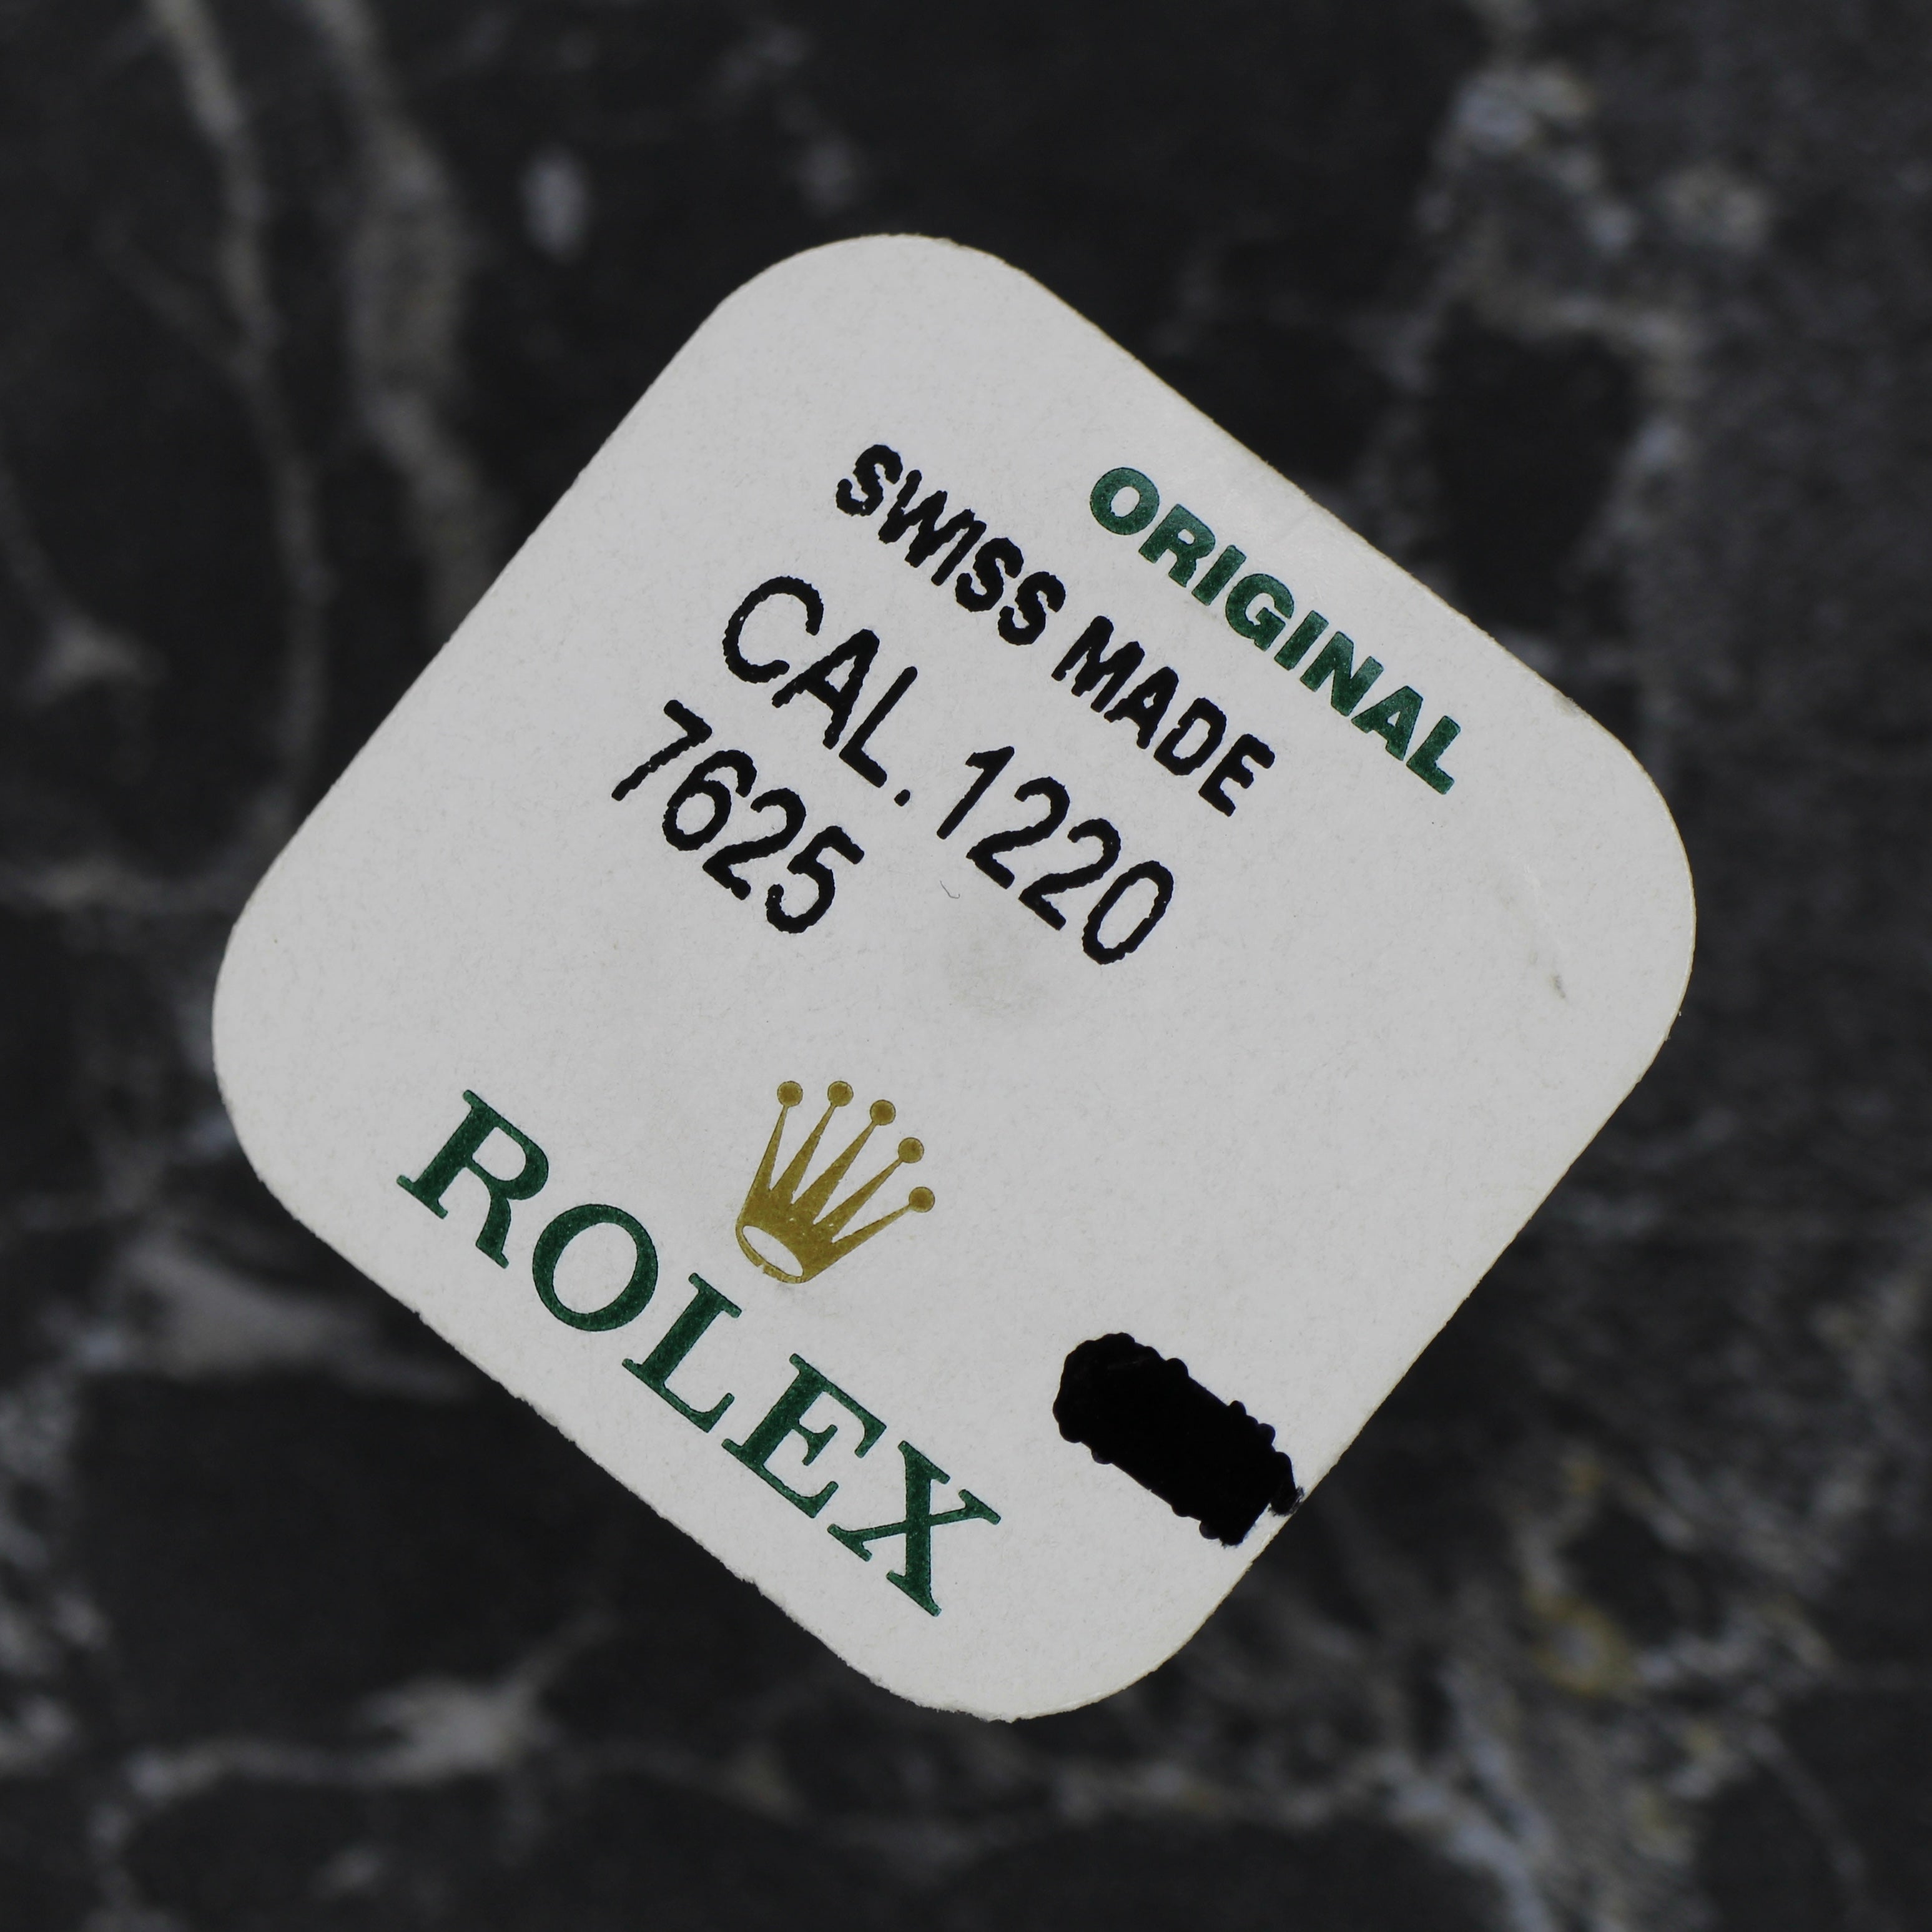 ORIGINAL
SWISS MADE
CAL. 1220
7625
ROLEX